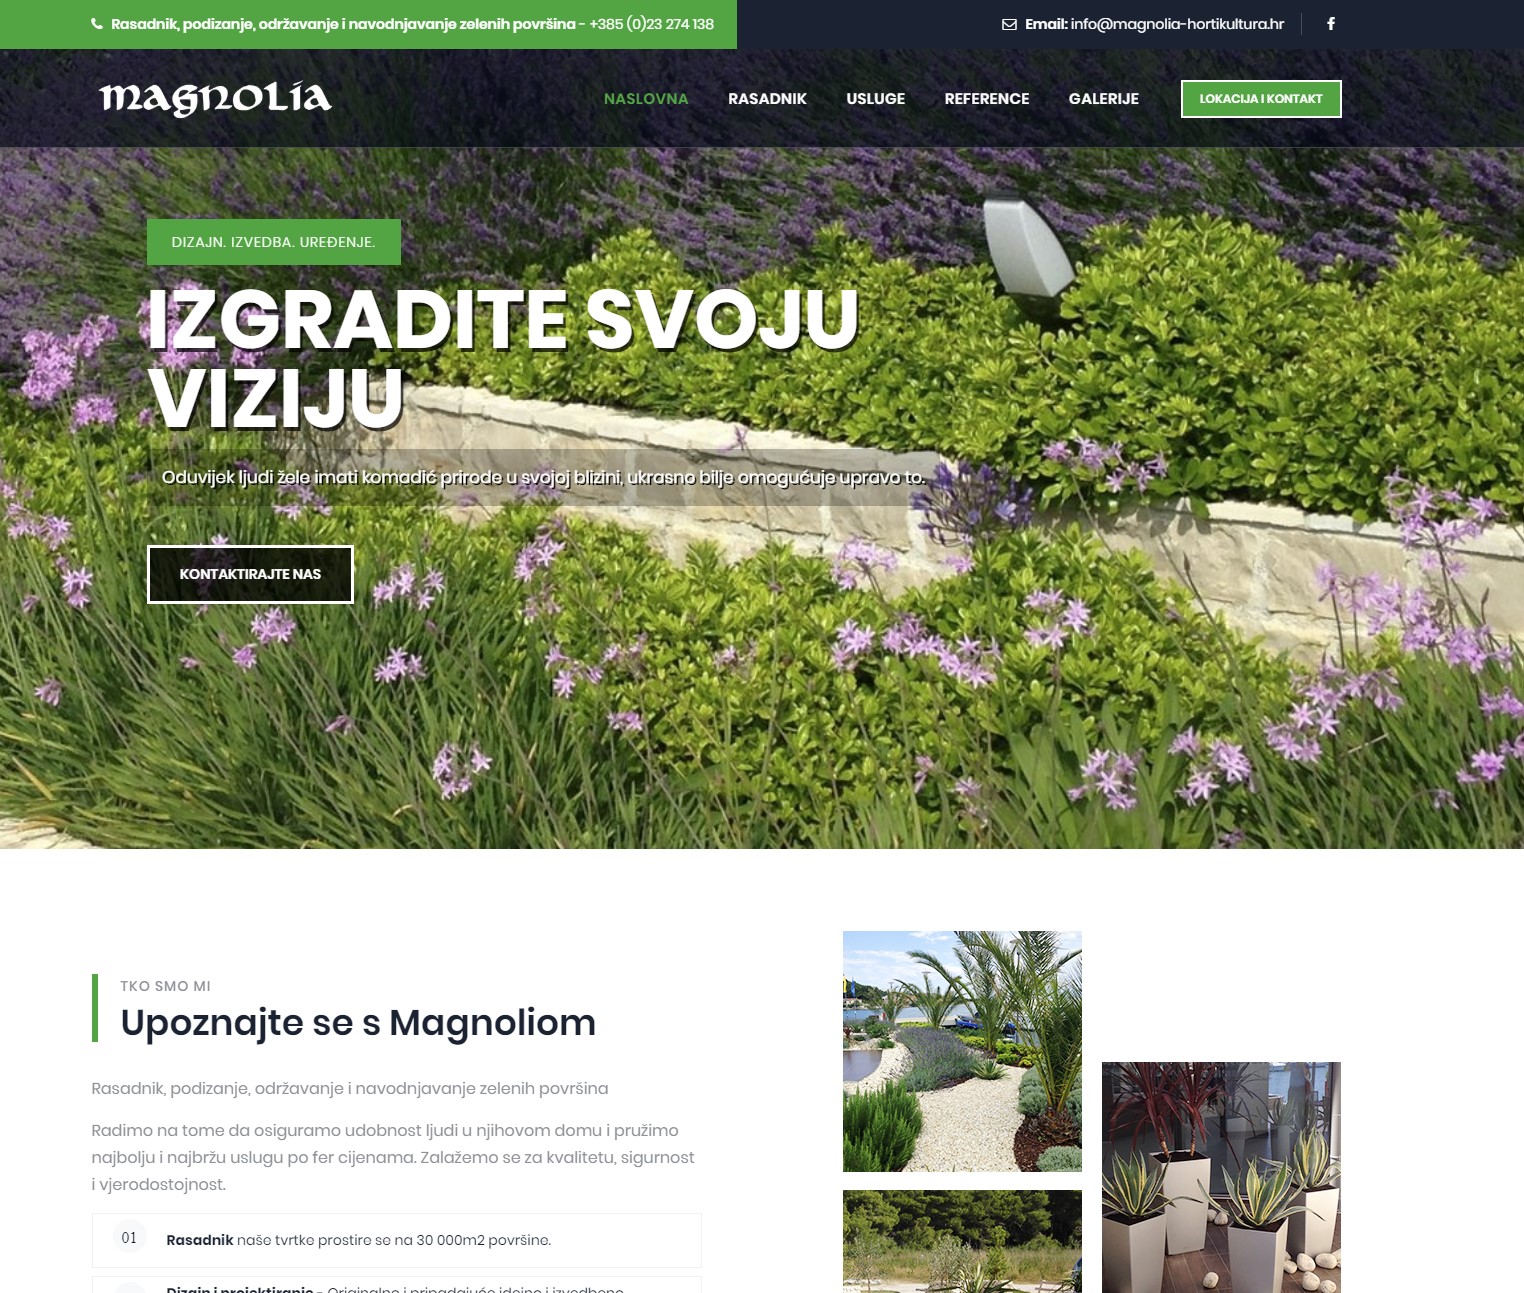 Rasadnik, podizanje, održavanje i navodnjavanje zelenih površina - +385 (0)23 274 138
Email: info@magnolia-hortikultura.hr
magnolia
NASLOVNA RASADNIK USLUGE REFERENCE GALERIJE LOKACIJA I KONTAKT
DIZAJN. IZVEDBA. UREĐENJE.
IZGRADITE SVOJU
VIZIJU
Oduvijek ljudi žele imati komadić prirode u svojoj blizini, ukrasno bilje omogućuje upravo to.
KONTAKTIRAJTE NAS
TKO SMO MI
Upoznajte se s Magnoliom
Rasadnik, podizanje, održavanje i navodnjavanje zelenih površina
Radimo na tome da osiguramo udobnost ljudi u njihovom domu i pružimo
najbolju i najbržu uslugu po fer cijenama. Zalažemo se za kvalitetu, sigurnost
i vjerodostojnost.
01 Rasadnik naše tvrtke prostire se na 30 000m2 površine.
Dizajn i projektiranje - Originalno i pripadajuće idejno i izvedbeno